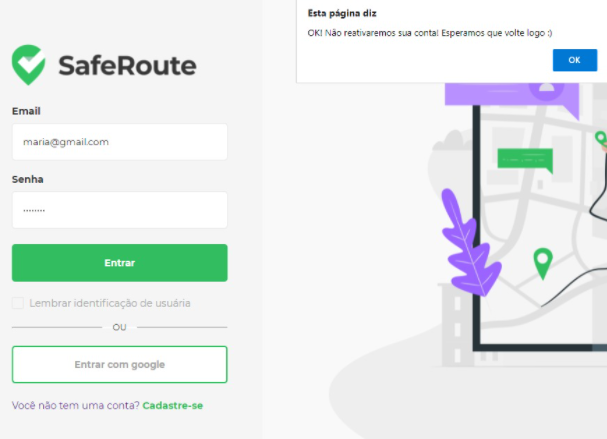 Esta página diz
OK! Não reativaremos sua conta! Esperamos que volte logo :)
OK
SafeRoute
Email
maria@gmail.com
Senha
........
Entrar
Lembrar identificação de usuária
OU
Entrar com google
Você não tem uma conta? Cadastre-se